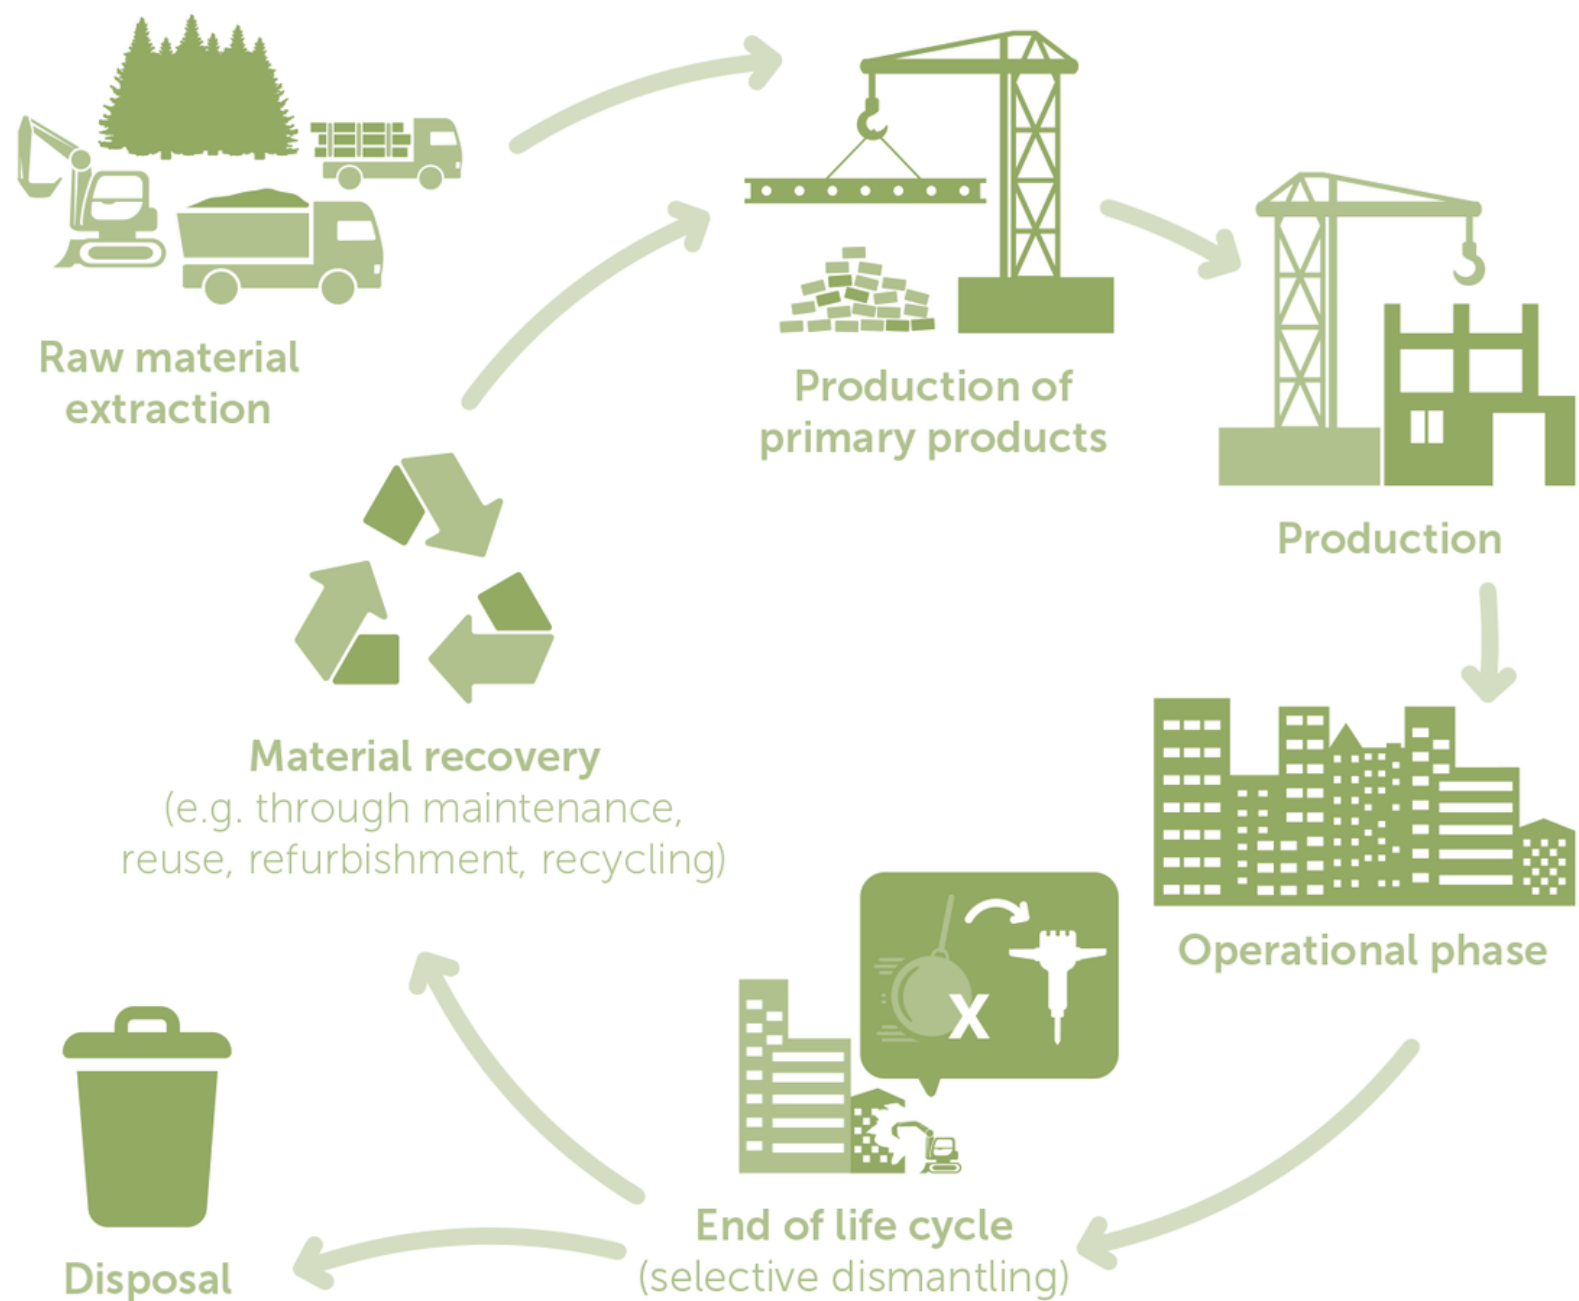 Raw material
extraction
Production of
primary products
Production
Material recovery
(e.g. through maintenance,
reuse, refurbishment, recycling)
Operational phase
X
End of life cycle
(selective dismantling)
Disposal